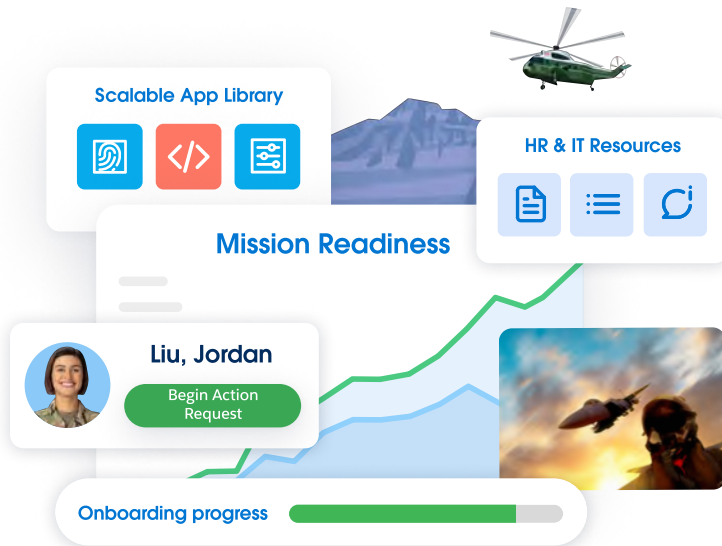 Scalable App Library
HR & IT Resources
Mission Readiness
Liu, Jordan
Begin Action
Request
Onboarding progress